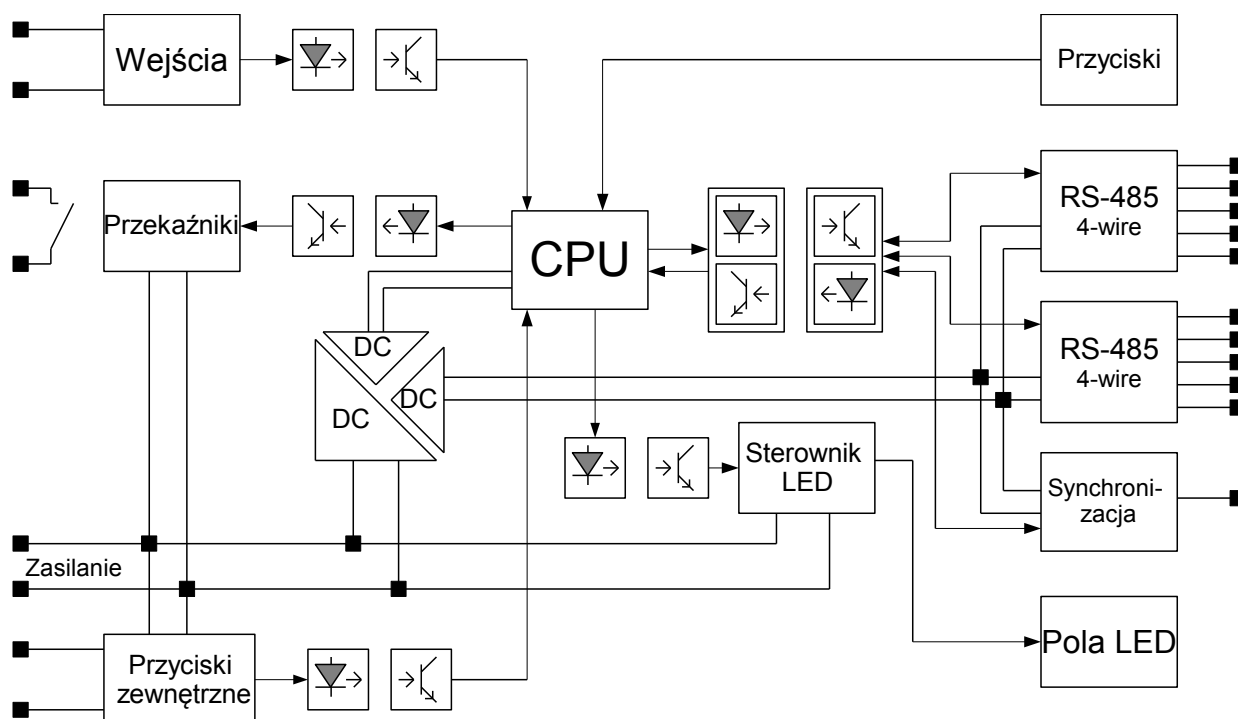 Wejścia
Przyciski
Przekaźniki
CPU
RS-485
4-wire
DC
DC
DC
RS-485
4-wire
Sterownik
LED
Synchroni-
zacja
Zasilanie
Pola LED
Przyciski
zewnętrzne